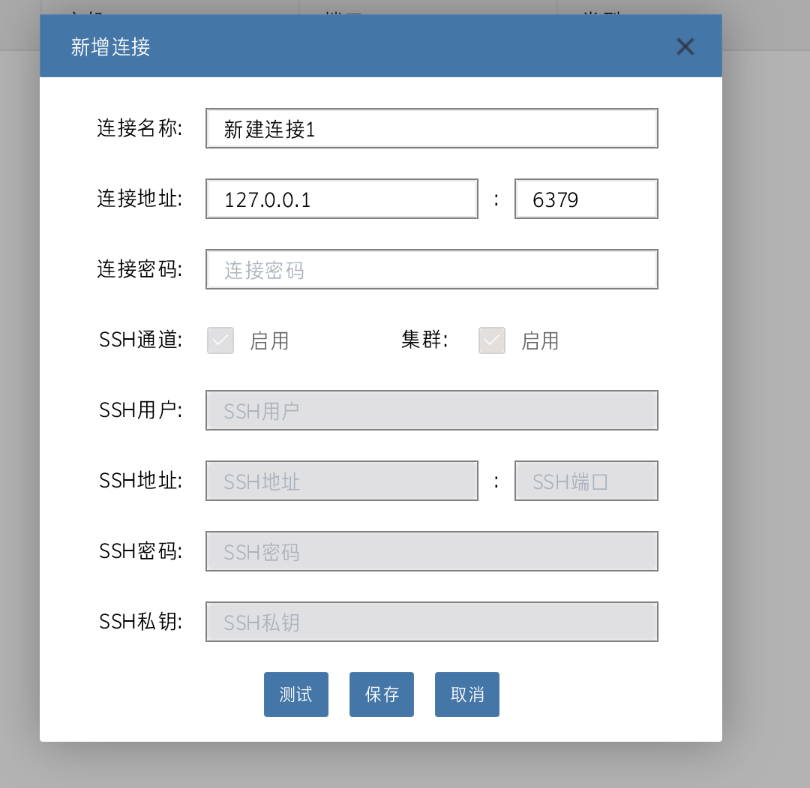 新增连接
连接名称: 新建连接1
连接地址: 127.0.0.1 : 6379
连接密码: 连接密码
SSH通道: 启用 集群: 启用
SSH用户: SSH用户
SSH地址: SSH地址 : SSH端口
SSH密码: SSH密码
SSH私钥: SSH私钥
测试 保存 取消